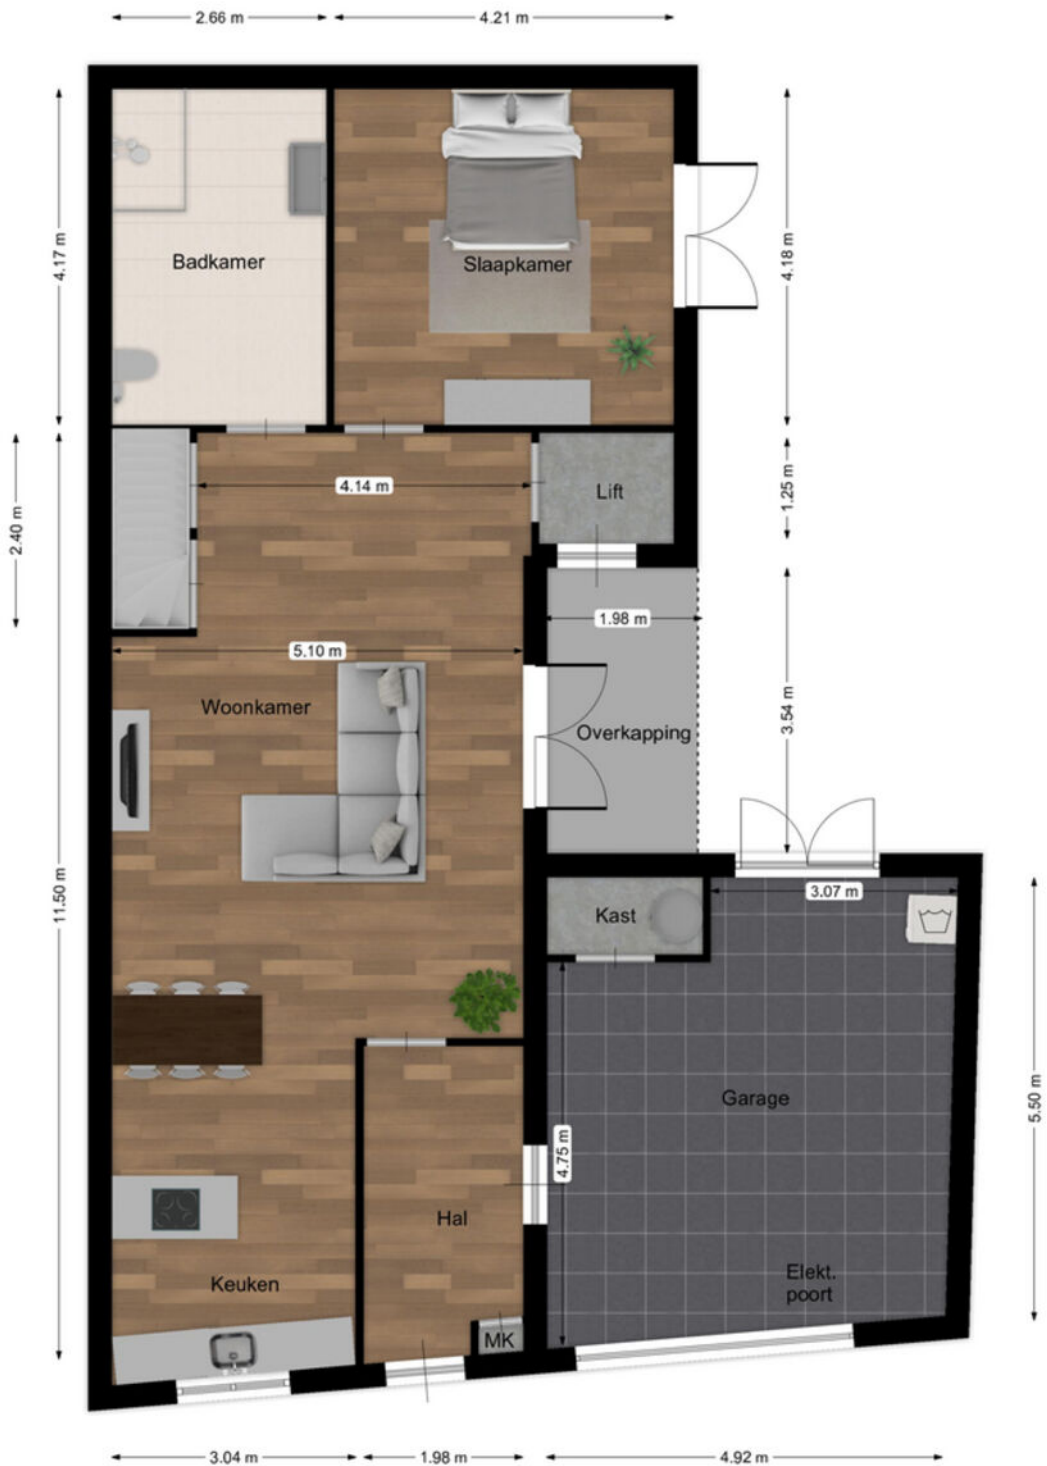 2.66 m
4.21 m
4.17 m
4.18 m
Badkamer
Slaapkamer
4.14 m
Lift
1.25 m
2.40 m
1.98 m
5.10 m
Woonkamer
Overkapping
3.54 m
11.50 m
3.07 m
Kast
Garage
5.50 m
4.75 m
Hal
Keuken
Elekt.
poort
MK
3.04 m
1.98 m
4.92 m